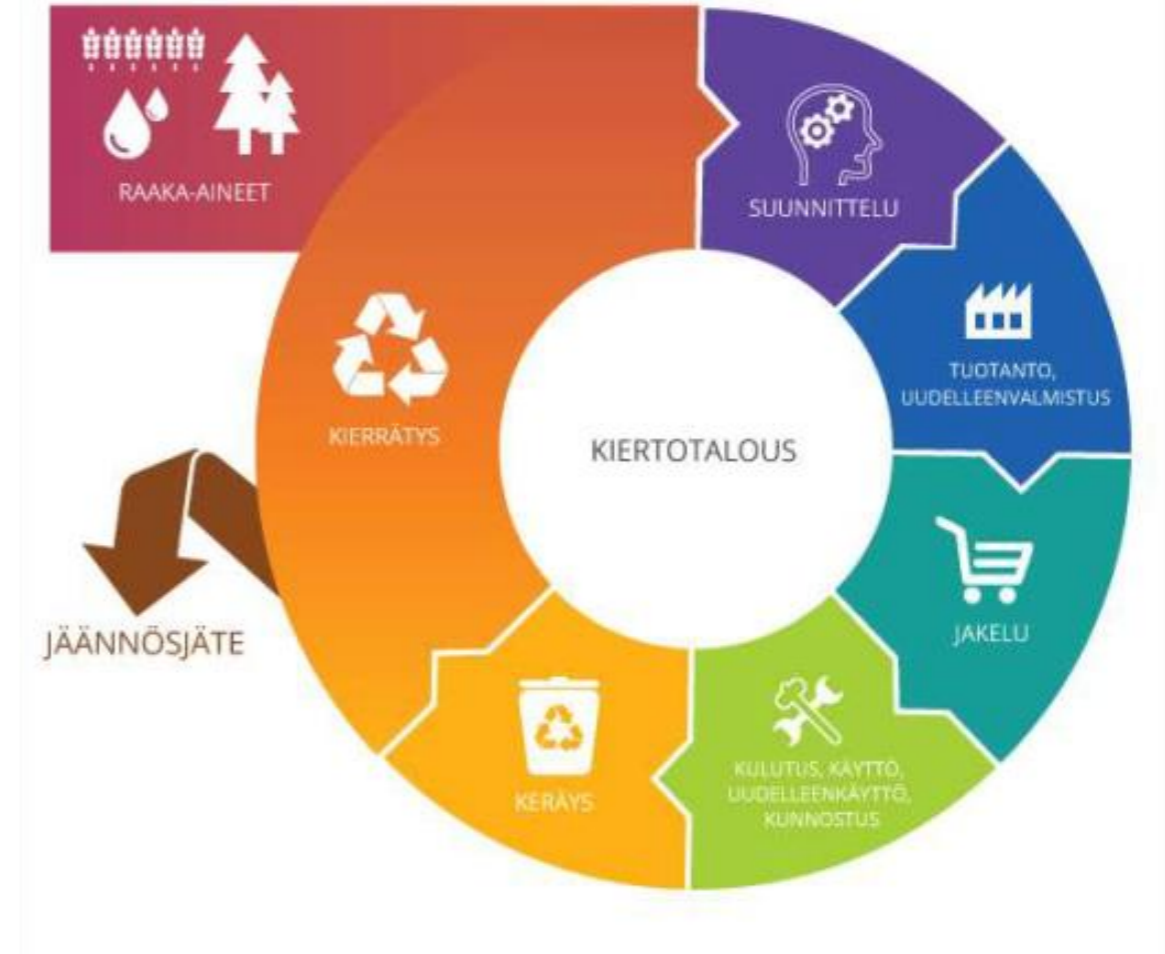 RAAKA-AINEET
SUUNNITTELU
TUOTANTO,
UUDELLEENVALMISTUS
KIERRÄTYS
KIERTOTALOUS
JAKELU
JÄÄNNÖSJÄTE
KULUTUS, KÄYTTÖ,
UUDELLEENKÄYTTÖ,
KUNNOSTUS
KERÄYS